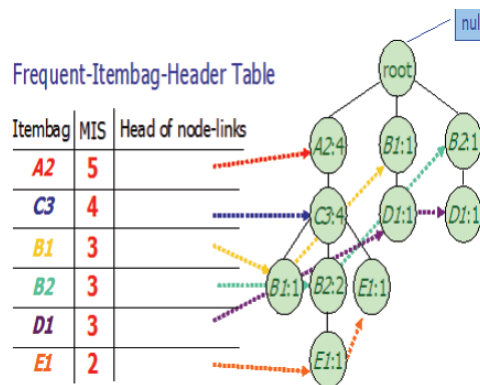 nul
Frequent-Itembag-Header Table
root
Itembag MIS Head of node-links
A2 5
C3 4
B1 3
B2 3
D1 3
E1 2
A2:4 B1:1 B2:1
C3:4 D1:1 D1:1
B1:1 B2:2 E1:1
E1:1